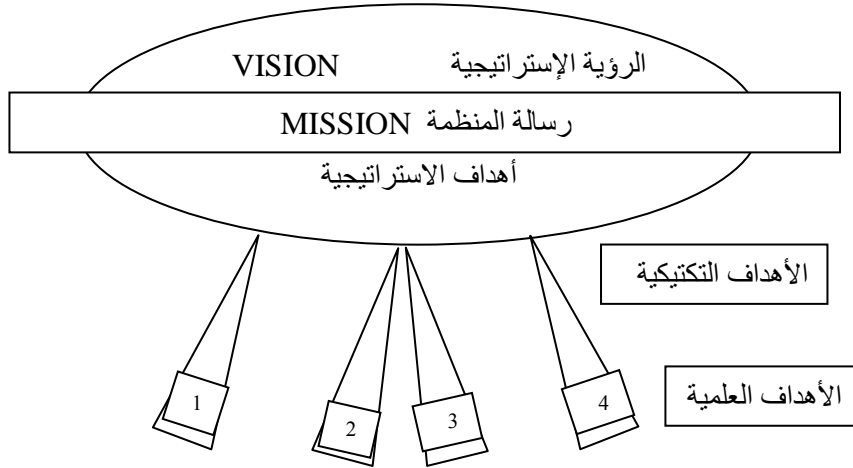 الرؤية الإستراتيجية VISION
رسالة المنظمة MISSION
أهداف الاستراتيجية
الأهداف التكتيكية
الأهداف العلمية
1
2
3
4